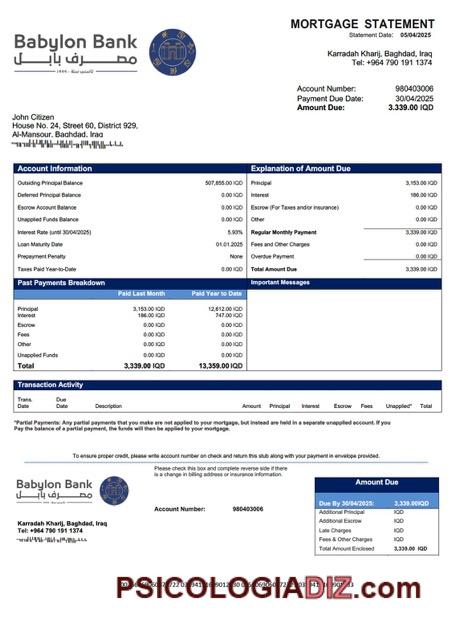 MORTGAGE STATEMENT
Statement Date: 05/04/2025
Babylon Bank
مصرف بابل
Karradah Kharij, Baghdad, Iraq
Tel: +964 790 191 1374
Account Number: 980403006
Payment Due Date: 30/04/2025
Amount Due: 3.339.00 IQD
John Citizen
House No. 24, Street 60, District 929,
Al-Mansour, Baghdad, Iraq
Account Information
Outsiding Principal Balance 507,855.00 IQD
Deferred Principal Balance 0.00 IQD
Escrow Account Balance 0.00 IQD
Unapplied Funds Balance 0.00 IQD
Interest Rate (until 30/04/2025) 5.93%
Loan Maturity Date 01.01.2025
Prepayment Penalty None
Taxes Paid Year-to-Date 0.00 IQD
Explanation of Amount Due
Principal 3,153.00 IQD
Interest 186.00 IQD
Escrow (For Taxes and/or insurance) 0.00 IQD
Other 0.00 IQD
Regular Monthly Payment 3,339.00 IQD
Fees and Other Charges 0.00 IQD
Overdue Payment 0.00 IQD
Total Amount Due 3,339.00 IQD
Past Payments Breakdown
Paid Last Month Paid Year to Date
Principal 3,153.00 IQD 12,612.00 IQD
Interest 186.00 IQD 747.00 IQD
Escrow 0.00 IQD 0.00 IQD
Fees 0.00 IQD 0.00 IQD
Other 0.00 IQD 0.00 IQD
Unapplied Funds 0.00 IQD 0.00 IQD
Total 3,339.00 IQD 13,359.00 IQD
Important Messages
Transaction Activity
Trans. Date Due Date Description Amount Principal Interest Escrow Fees Unapplied* Total
*Partial Payments: Any partial payments that you make are not applied to your mortgage, but instead are held in a separate unapplied account. If you
Pay the balance of a partial payment, the funds will then be applied to your mortgage.
To ensure proper credit, please write account number on check and return this stub along with your payment in envelope provided.
Please check this box and complete reverse side if there
is a change in billing address or insurance information.
Babylon Bank
مصرف بابل
Account Number: 980403006
Karradah Kharij, Baghdad, Iraq
Tel: +964 790 191 1374
Amount Due
Due By 30/04/2025: 3,339.00IQD
Additional Principal IQD
Additional Escrow IQD
Late Charges IQD
Fees & Other Charges IQD
Total Amount Enclosed 3,339.00 IQD
PSICOLOGIADIZ.com